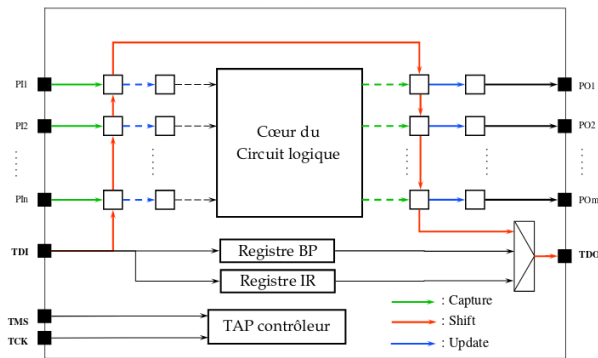 PI1
PO1
PI2
PO2
Cœur du
Circuit logique
PIn
POm
TDI
Registre BP
TDO
Registre IR
: Capture
TMS
TAP contrôleur
: Shift
TCK
: Update